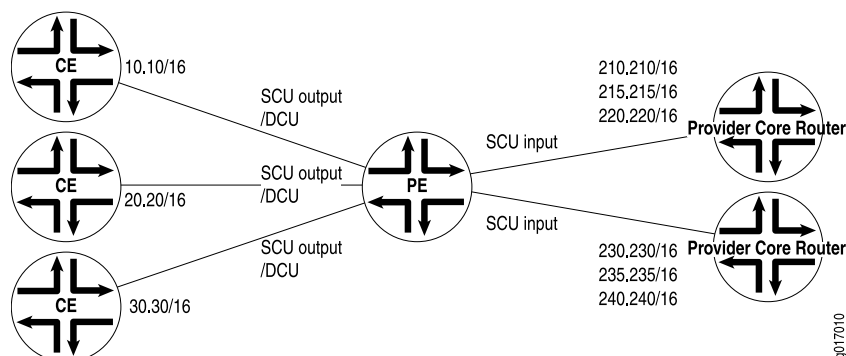 CE
10.10/16
SCU output
/DCU
CE
20.20/16
SCU output
/DCU
CE
30.30/16
SCU output
/DCU
PE
SCU input
SCU input
210.210/16
215.215/16
220.220/16
Provider Core Router
Provider Core Router
230.230/16
235.235/16
240.240/16
g017010